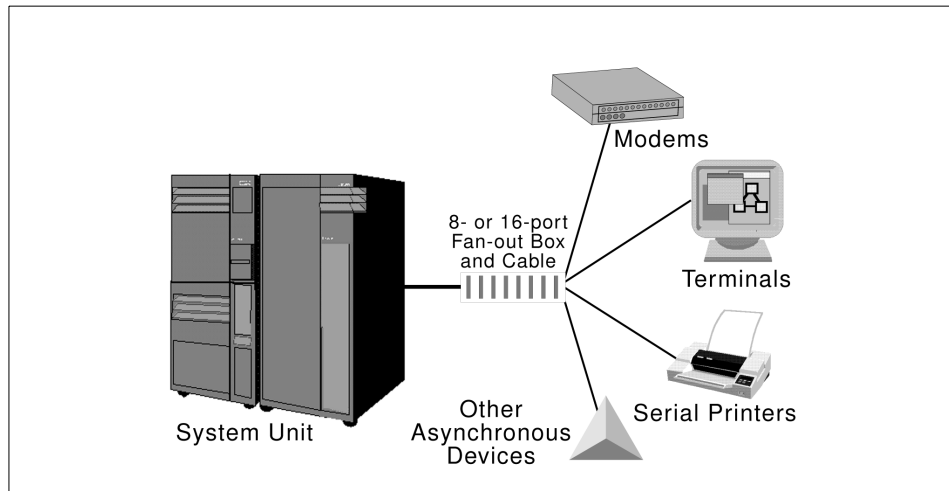 Modems
8- or 16-port
Fan-out Box
and Cable
Terminals
Serial Printers
System Unit
Other
Asynchronous
Devices